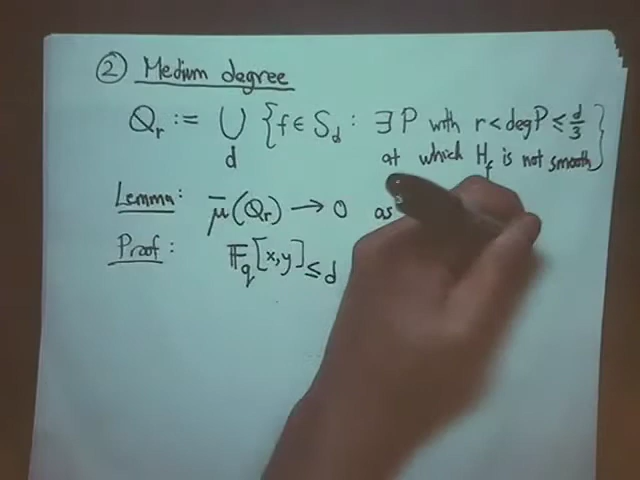 ② Medium degree
Q_r := ∪_d {f ∈ S_d : ∃ P with r < deg P ≤ d/3
at which H_f is not smooth}
Lemma: μ̄(Q_r) → 0 as
Proof: 𝔽_q[x,y]_{≤d}